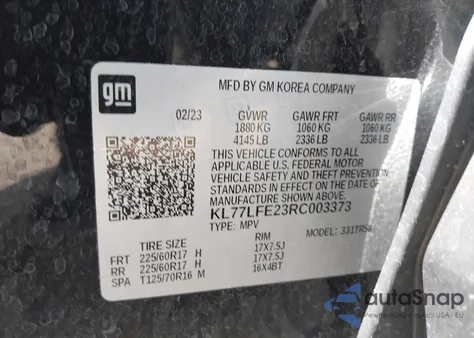 gm
MFD BY GM KOREA COMPANY
02/23 GVWR GAWR FRT GAWR RR
1880 KG 1060 KG 1060 KG
4145 LB 2336 LB 2336 LB
THIS VEHICLE CONFORMS TO ALL
APPLICABLE U.S. FEDERAL MOTOR
VEHICLE SAFETY STANDARDS IN
EFFECT ON THE DATE OF
MANUFACTURE SHOWN ABOVE.
KL77LFE23RC003373
TYPE: MPV MODEL: 331TR58
TIRE SIZE RIM
FRT 225/60R17 H 17X7.5J
RR 225/60R17 H 17X7.5J
SPA T125/70R16 M 16X4BT
autoSnap